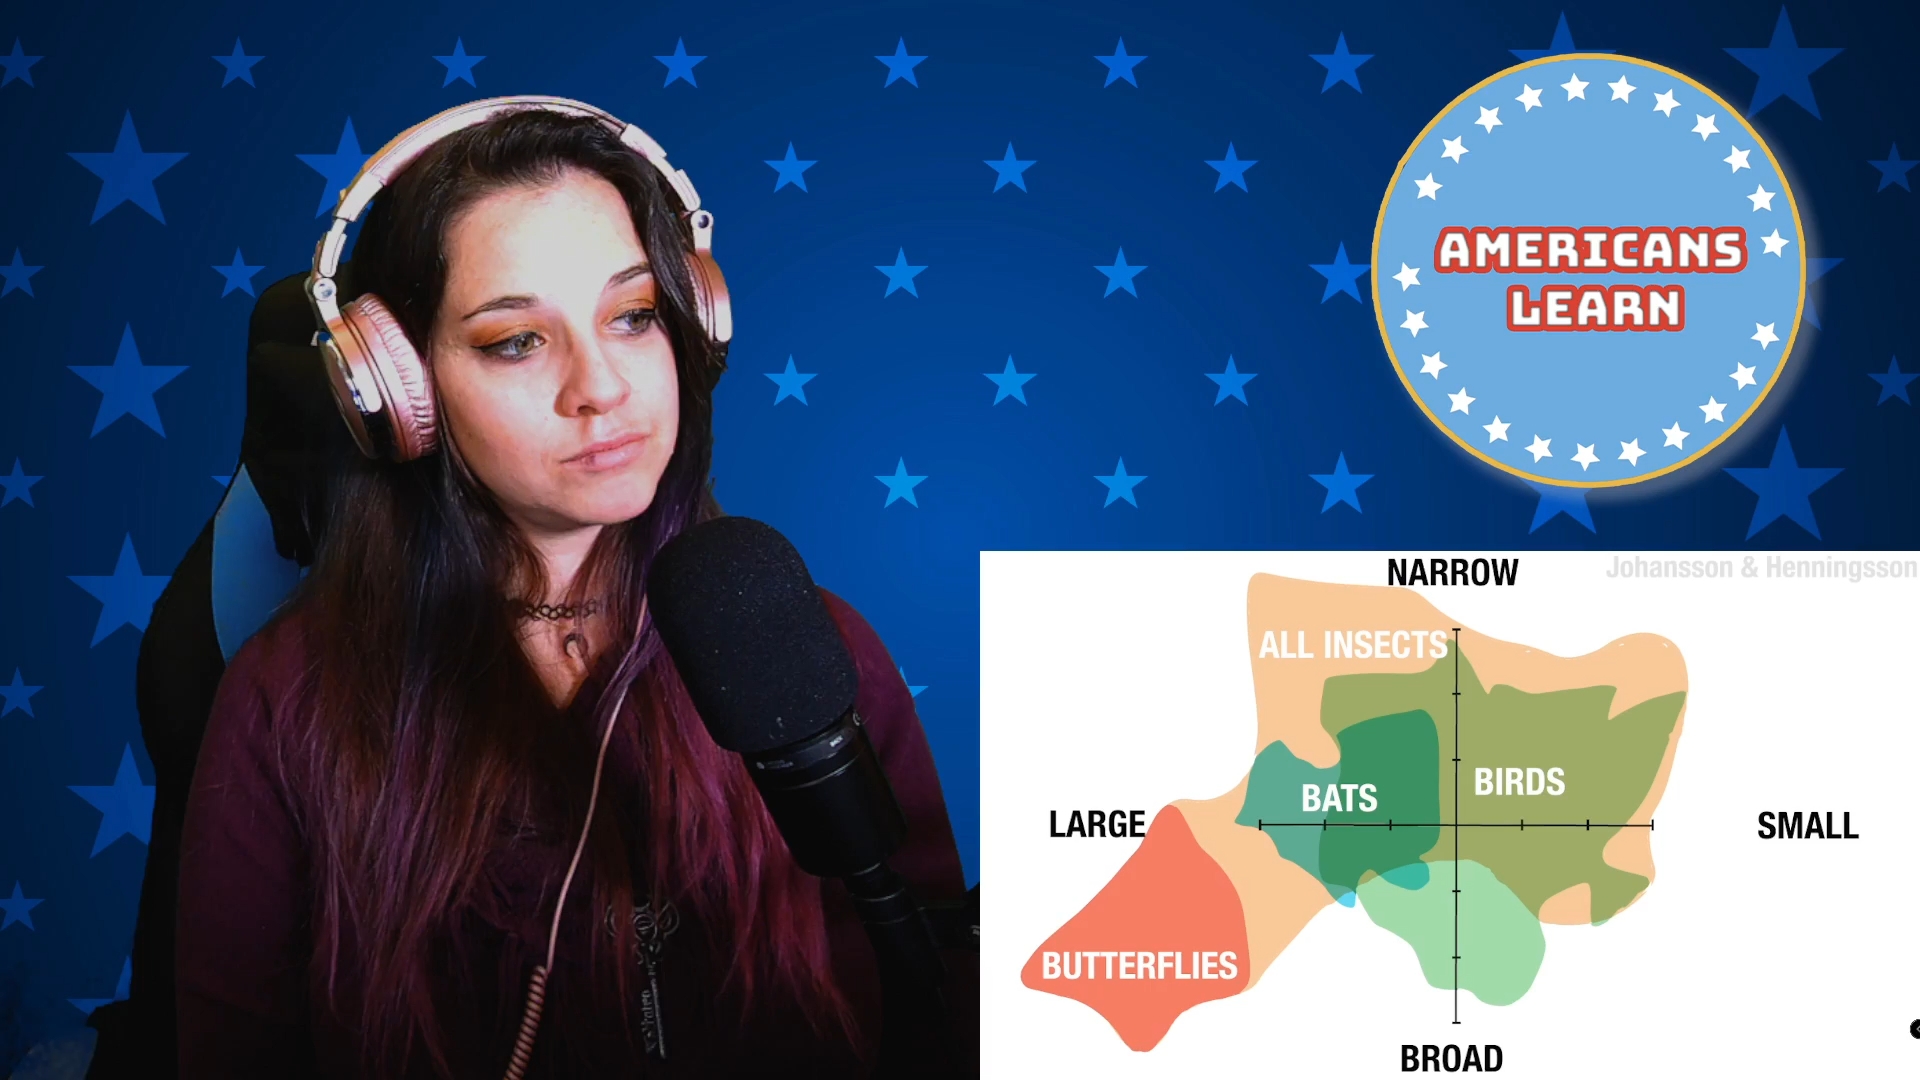 AMERICANS
LEARN
NARROW
Johansson & Henningsson
ALL INSECTS
BATS
BIRDS
LARGE
SMALL
BUTTERFLIES
BROAD